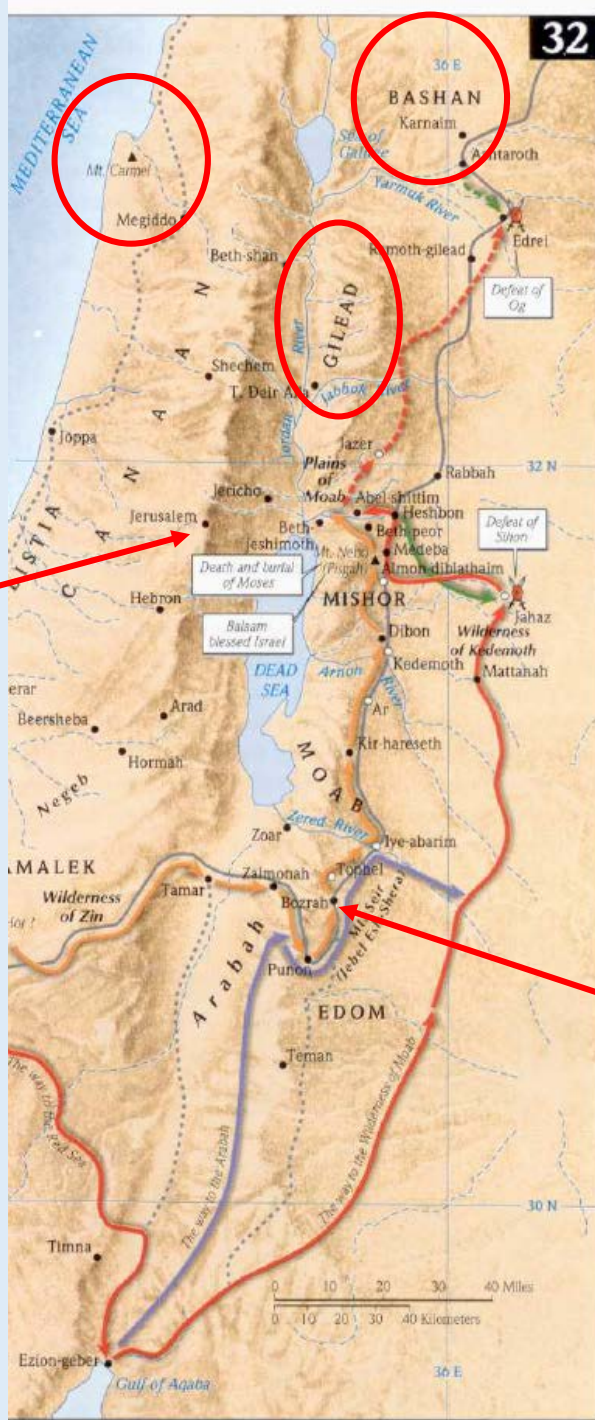 32
36 E
BASHAN
Karnaim
MEDITERRANEAN
SEA
Sea of
Galilee
Ashtaroth
Mt. Carmel
Yarmuk River
Megiddo
Edrei
Beth-shan
Ramoth-gilead
Defeat of
Og
CANAAN
GILEAD
Jordan River
Shechem
T. Deir Alla
Jabbok River
Joppa
Jazer
32 N
Plains
of
Moab
Rabbah
Jericho
Abel-shittim
Heshbon
Jerusalem
Beth-
jeshimoth
Beth-peor
Defeat of
Sihon
LISTIA
Mt. Nebo
(Pisgah)
Medeba
Death and burial
of Moses
Almon-diblathaim
Hebron
MISHOR
Jahaz
Balaam
blessed Israel
Dibon
Wilderness
of Kedemoth
DEAD
SEA
Kedemoth
Arnon River
Mattanah
erar
Ar
Arad
Beersheba
Kir-hareseth
Hormah
Negeb
MOAB
Zered River
Zoar
Iye-abarim
AMALEK
Zalmonah
Tophel
Tamar
Wilderness
of Zin
Bozrah
Mt. Seir
(Jebel Esh-Shera)
Punon
Arabah
EDOM
Teman
The way to the Red Sea
The way to the Arabah
The way to the Wilderness of Moab
30 N
Timna
0 10 20 40 Miles
0 10 20 30 40 Kilometers
Ezion-geber
Gulf of Aqaba
36 E